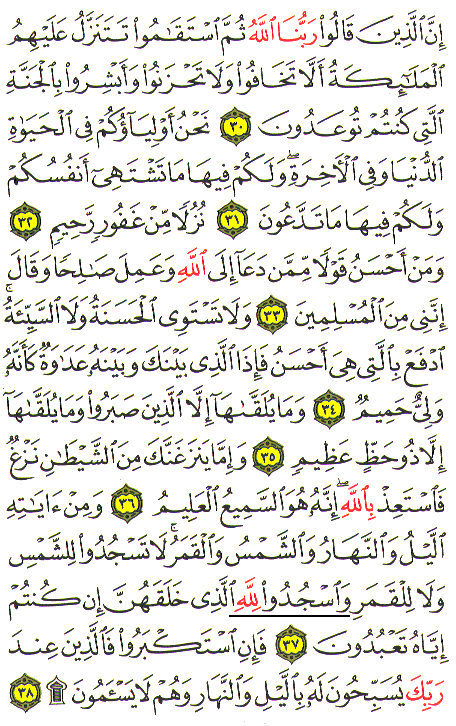 إِنَّ ٱلَّذِينَ قَالُوا۟ رَبُّنَا ٱللَّهُ ثُمَّ ٱسْتَقَٰمُوا۟ تَتَنَزَّلُ عَلَيْهِمُ
ٱلْمَلَٰٓئِكَةُ أَلَّا تَخَافُوا۟ وَلَا تَحْزَنُوا۟ وَأَبْشِرُوا۟ بِٱلْجَنَّةِ
ٱلَّتِى كُنتُمْ تُوعَدُونَ ٣٠ نَحْنُ أَوْلِيَآؤُكُمْ فِى ٱلْحَيَوٰةِ
ٱلدُّنْيَا وَفِى ٱلْءَاخِرَةِ ۖ وَلَكُمْ فِيهَا مَا تَشْتَهِىٓ أَنفُسُكُمْ
وَلَكُمْ فِيهَا مَا تَدَّعُونَ ٣١ نُزُلًا مِّنْ غَفُورٍ رَّحِيمٍ ٣٢
وَمَنْ أَحْسَنُ قَوْلًا مِّمَّن دَعَآ إِلَى ٱللَّهِ وَعَمِلَ صَٰلِحًا وَقَالَ
إِنَّنِى مِنَ ٱلْمُسْلِمِينَ ٣٣ وَلَا تَسْتَوِى ٱلْحَسَنَةُ وَلَا ٱلسَّيِّئَةُ ۚ
ٱدْفَعْ بِٱلَّتِى هِىَ أَحْسَنُ فَإِذَا ٱلَّذِى بَيْنَكَ وَبَيْنَهُۥ عَدَٰوَةٌ كَأَنَّهُۥ
وَلِىٌّ حَمِيمٌ ٣٤ وَمَا يُلَقَّىٰهَآ إِلَّا ٱلَّذِينَ صَبَرُوا۟ وَمَا يُلَقَّىٰهَآ
إِلَّا ذُو حَظٍّ عَظِيمٍ ٣٥ وَإِمَّا يَنزَغَنَّكَ مِنَ ٱلشَّيْطَٰنِ نَزْغٌ
فَٱسْتَعِذْ بِٱللَّهِ ۖ إِنَّهُۥ هُوَ ٱلسَّمِيعُ ٱلْعَلِيمُ ٣٦ وَمِنْ ءَايَٰتِهِ
ٱلَّيْلُ وَٱلنَّهَارُ وَٱلشَّمْسُ وَٱلْقَمَرُ ۚ لَا تَسْجُدُوا۟ لِلشَّمْسِ
وَلَا لِلْقَمَرِ وَٱسْجُدُوا۟ لِلَّهِ ٱلَّذِى خَلَقَهُنَّ إِن كُنتُمْ
إِيَّاهُ تَعْبُدُونَ ٣٧ فَإِنِ ٱسْتَكْبَرُوا۟ فَٱلَّذِينَ عِندَ
رَبِّكَ يُسَبِّحُونَ لَهُۥ بِٱلَّيْلِ وَٱلنَّهَارِ وَهُمْ لَا يَسْـَٔمُونَ ۩ ٣٨